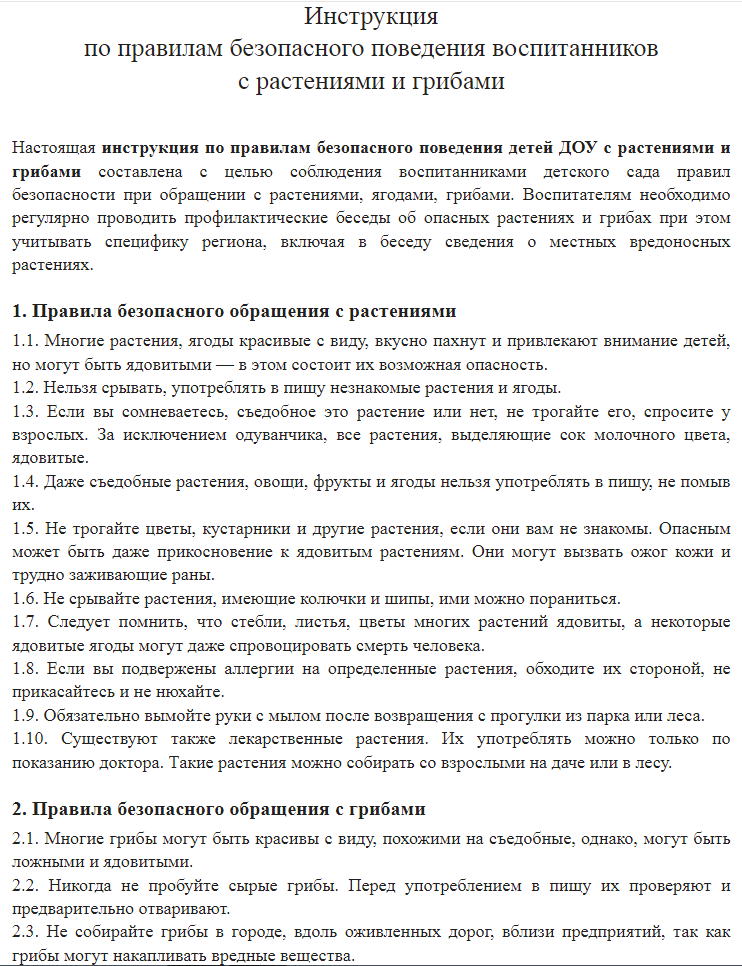 Инструкция
по правилам безопасного поведения воспитанников
с растениями и грибами
Настоящая инструкция по правилам безопасного поведения детей ДОУ с растениями и
грибами составлена с целью соблюдения воспитанниками детского сада правил
безопасности при обращении с растениями, ягодами, грибами. Воспитателям необходимо
регулярно проводить профилактические беседы об опасных растениях и грибах при этом
учитывать специфику региона, включая в беседу сведения о местных вредоносных
растениях.
1. Правила безопасного обращения с растениями
1.1. Многие растения, ягоды красивые с виду, вкусно пахнут и привлекают внимание детей,
но могут быть ядовитыми — в этом состоит их возможная опасность.
1.2. Нельзя срывать, употреблять в пищу незнакомые растения и ягоды.
1.3. Если вы сомневаетесь, съедобное это растение или нет, не трогайте его, спросите у
взрослых. За исключением одуванчика, все растения, выделяющие сок молочного цвета,
ядовитые.
1.4. Даже съедобные растения, овощи, фрукты и ягоды нельзя употреблять в пищу, не помыв
их.
1.5. Не трогайте цветы, кустарники и другие растения, если они вам не знакомы. Опасным
может быть даже прикосновение к ядовитым растениям. Они могут вызвать ожог кожи и
трудно заживающие раны.
1.6. Не срывайте растения, имеющие колючки и шипы, ими можно пораниться.
1.7. Следует помнить, что стебли, листья, цветы многих растений ядовиты, а некоторые
ядовитые ягоды могут даже спровоцировать смерть человека.
1.8. Если вы подвержены аллергии на определенные растения, обходите их стороной, не
прикасайтесь и не нюхайте.
1.9. Обязательно вымойте руки с мылом после возвращения с прогулки из парка или леса.
1.10. Существуют также лекарственные растения. Их употреблять можно только по
показанию доктора. Такие растения можно собирать со взрослыми на даче или в лесу.
2. Правила безопасного обращения с грибами
2.1. Многие грибы могут быть красивы с виду, похожими на съедобные, однако, могут быть
ложными и ядовитыми.
2.2. Никогда не пробуйте сырые грибы. Перед употреблением в пищу их проверяют и
предварительно отваривают.
2.3. Не собирайте грибы в городе, вдоль оживленных дорог, вблизи предприятий, так как
грибы могут накапливать вредные вещества.